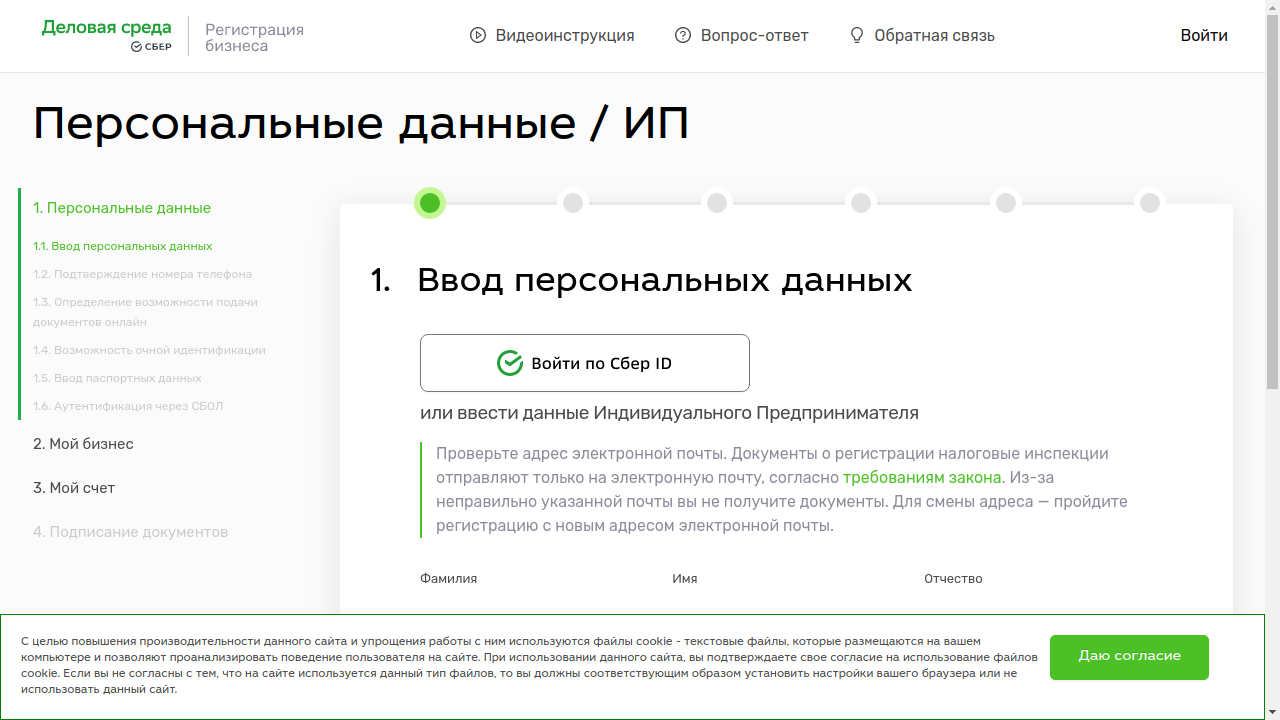 Деловая среда
СБЕР
Регистрация
бизнеса
Видеоинструкция
Вопрос-ответ
Обратная связь
Войти
Персональные данные / ИП
1. Персональные данные
1.1. Ввод персональных данных
1.2. Подтверждение номера телефона
1.3. Определение возможности подачи
документов онлайн
1.4. Возможность очной идентификации
1.5. Ввод паспортных данных
1.6. Аутентификация через СБОЛ
2. Мой бизнес
3. Мой счет
4. Подписание документов
1. Ввод персональных данных
Войти по Сбер ID
или ввести данные Индивидуального Предпринимателя
Проверьте адрес электронной почты. Документы о регистрации налоговые инспекции
отправляют только на электронную почту, согласно требованиям закона. Из-за
неправильно указанной почты вы не получите документы. Для смены адреса — пройдите
регистрацию с новым адресом электронной почты.
Фамилия
Имя
Отчество
С целью повышения производительности данного сайта и упрощения работы с ним используются файлы cookie - текстовые файлы, которые размещаются на вашем
компьютере и позволяют проанализировать поведение пользователя на сайте. При использовании данного сайта, вы подтверждаете свое согласие на использование файлов
cookie. Если вы не согласны с тем, что на сайте используется данный тип файлов, то вы должны соответствующим образом установить настройки вашего браузера или не
использовать данный сайт.
Даю согласие